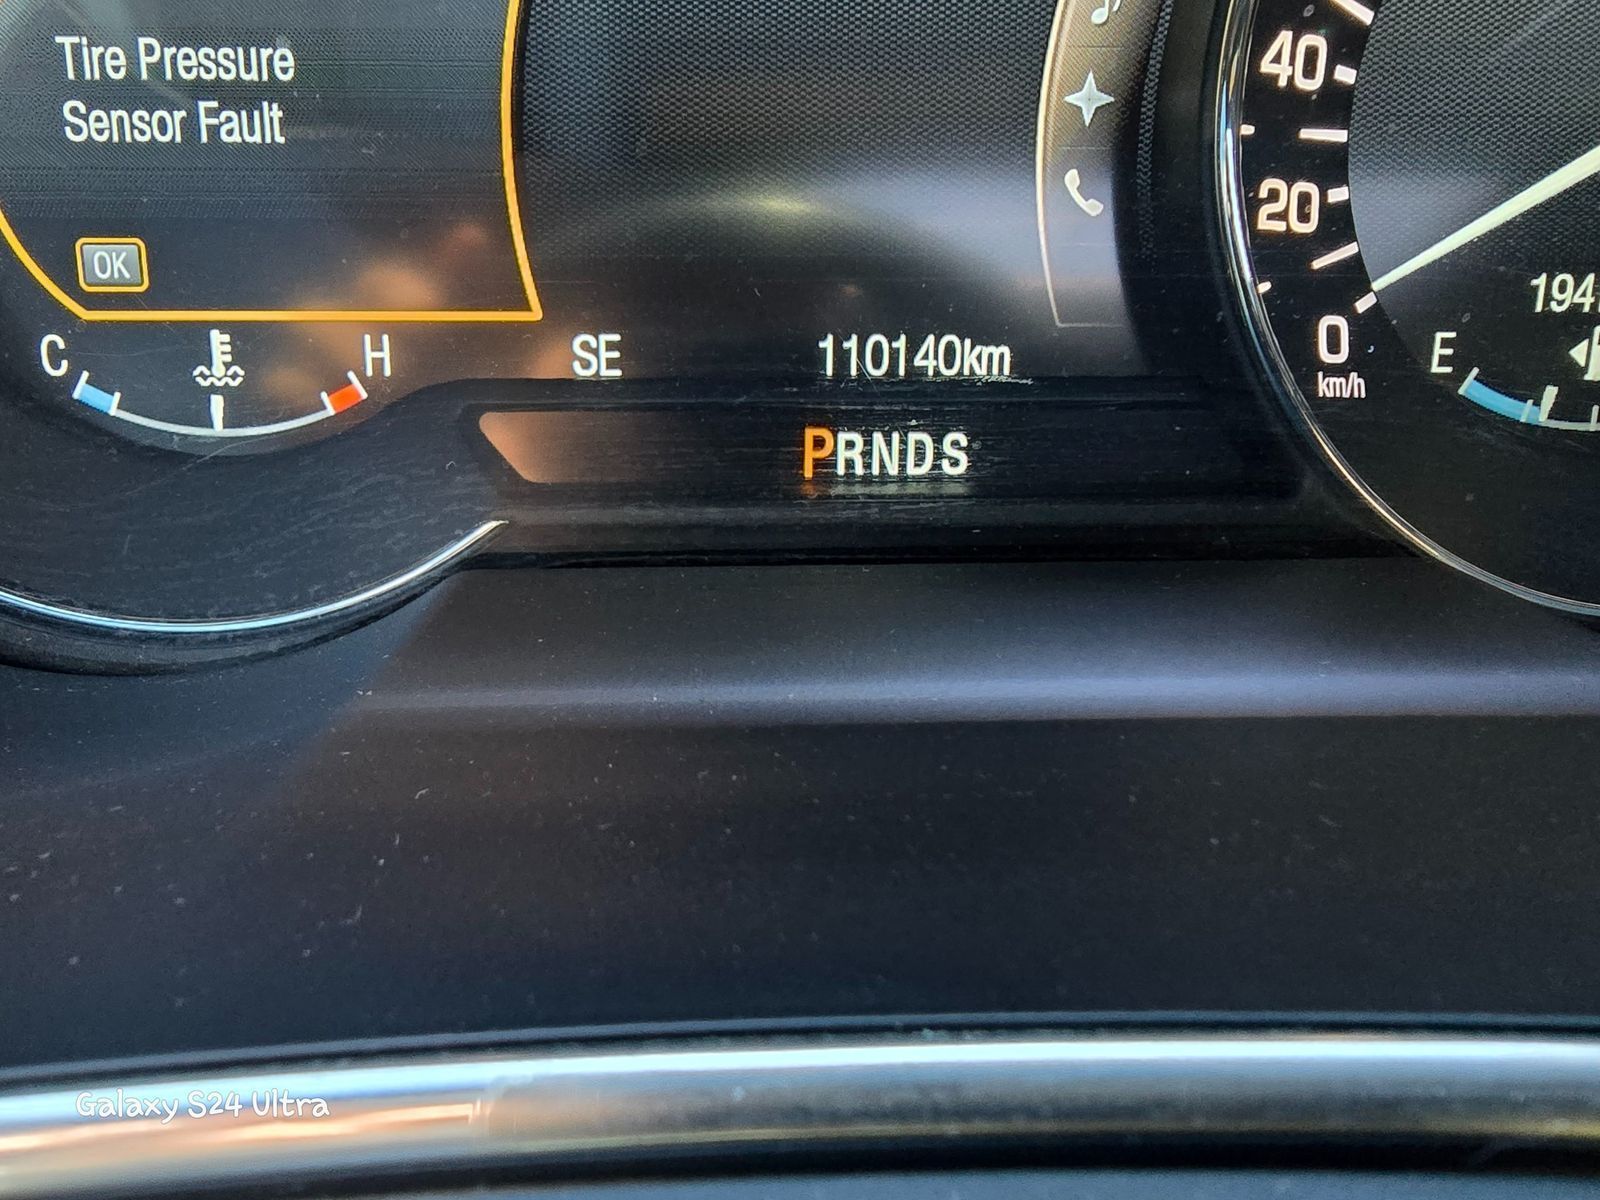 Tire Pressure
Sensor Fault
OK
C
H
SE
110140km
PRNDS
40
20
0
km/h
E
Galaxy S24 Ultra